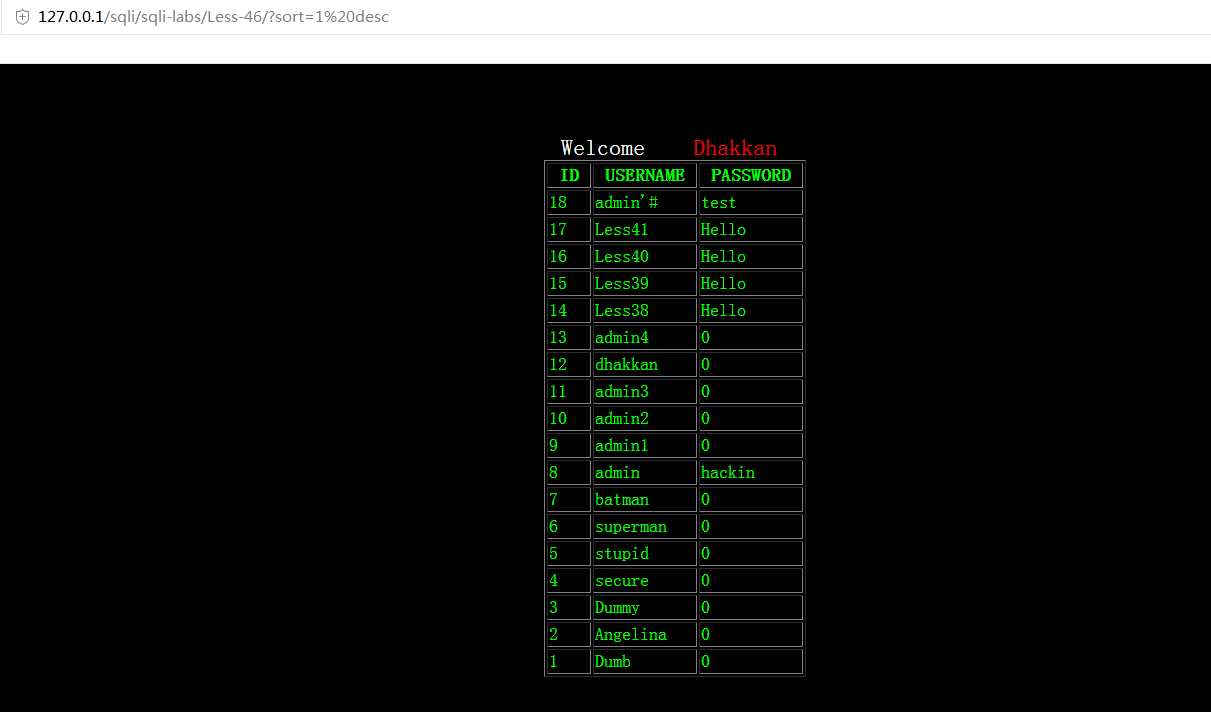 127.0.0.1/sqli/sqli-labs/Less-46/?sort=1%20desc
Welcome Dhakkan
ID USERNAME PASSWORD
18 admin'# test
17 Less41 Hello
16 Less40 Hello
15 Less39 Hello
14 Less38 Hello
13 admin4 0
12 dhakkan 0
11 admin3 0
10 admin2 0
9 admin1 0
8 admin hackin
7 batman 0
6 superman 0
5 stupid 0
4 secure 0
3 Dummy 0
2 Angelina 0
1 Dumb 0